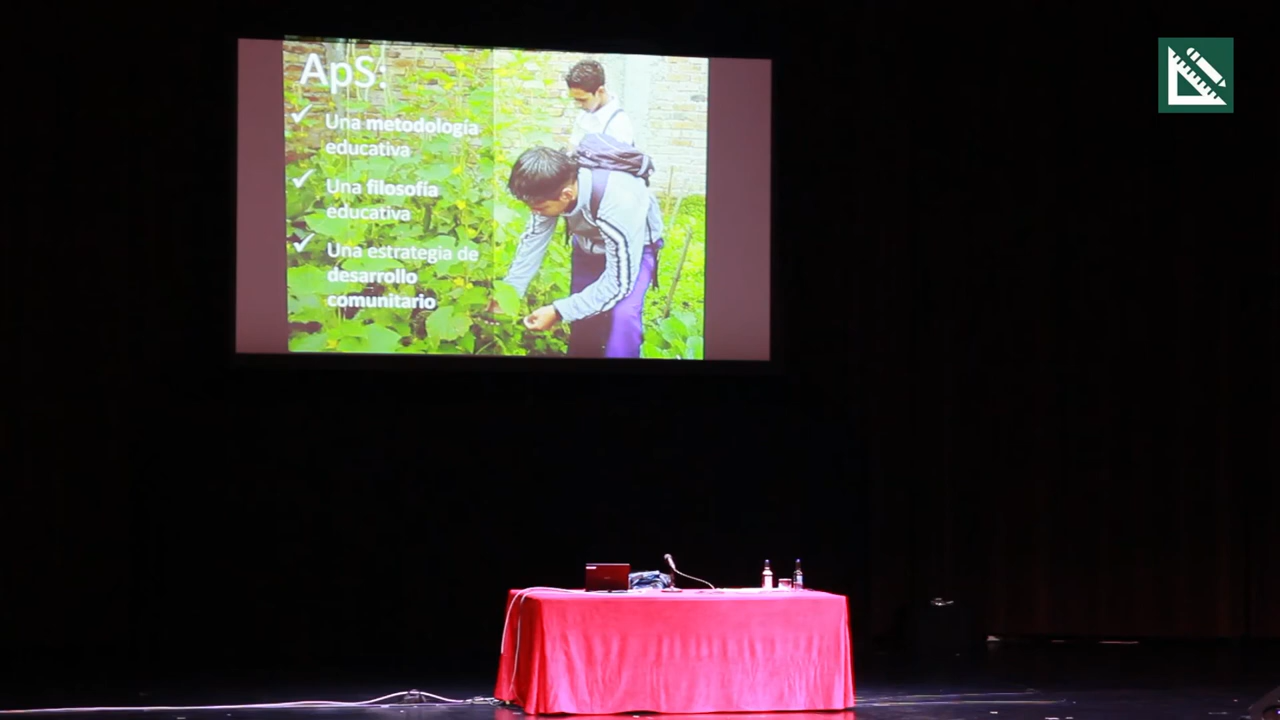 ApS:
Una metodología
educativa
Una filosofía
educativa
Una estrategia de
desarrollo
comunitario